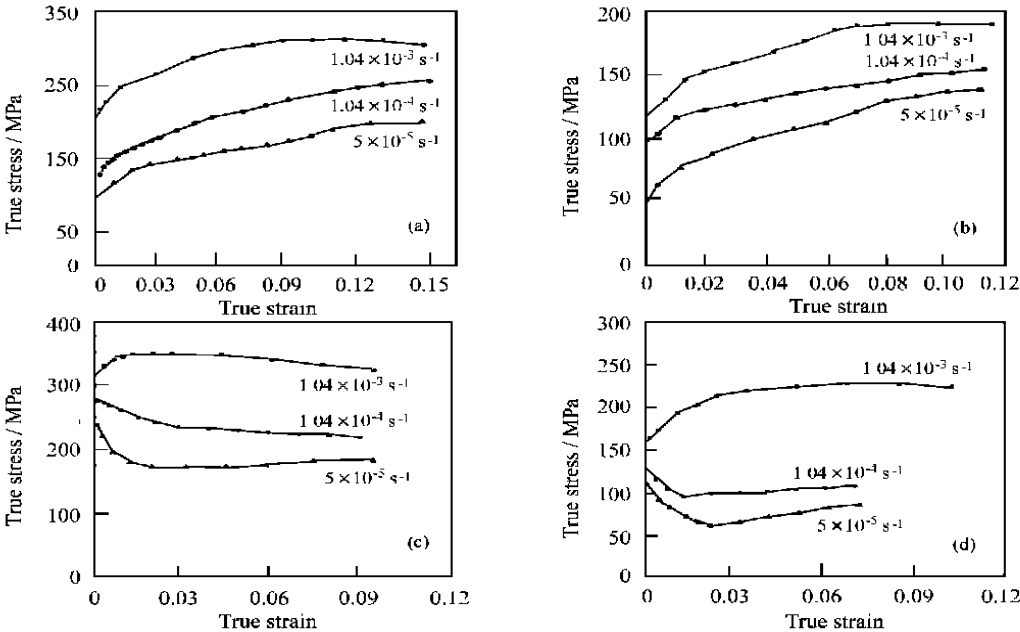 350
250
150
50
0
True stress / MPa
1.04×10-3 s-1
1.04×10-4 s-1
5×10-5 s-1
(a)
0 0.03 0.06 0.09 0.12 0.15
True strain
200
150
100
50
0
True stress / MPa
1 04×10-3 s-1
1.04×10-4 s-1
5×10-5 s-1
(b)
0 0.02 0.04 0.06 0.08 0.10 0.12
True strain
400
300
200
100
0
True stress / MPa
1 04×10-3 s-1
1 04×10-4 s-1
5×10-5 s-1
(c)
0 0.03 0.06 0.09 0.12
True strain
300
250
200
150
100
50
0
True stress / MPa
1 04×10-3 s-1
1 04×10-4 s-1
5×10-5 s-1
(d)
0 0.03 0.06 0.09 0.12
True strain